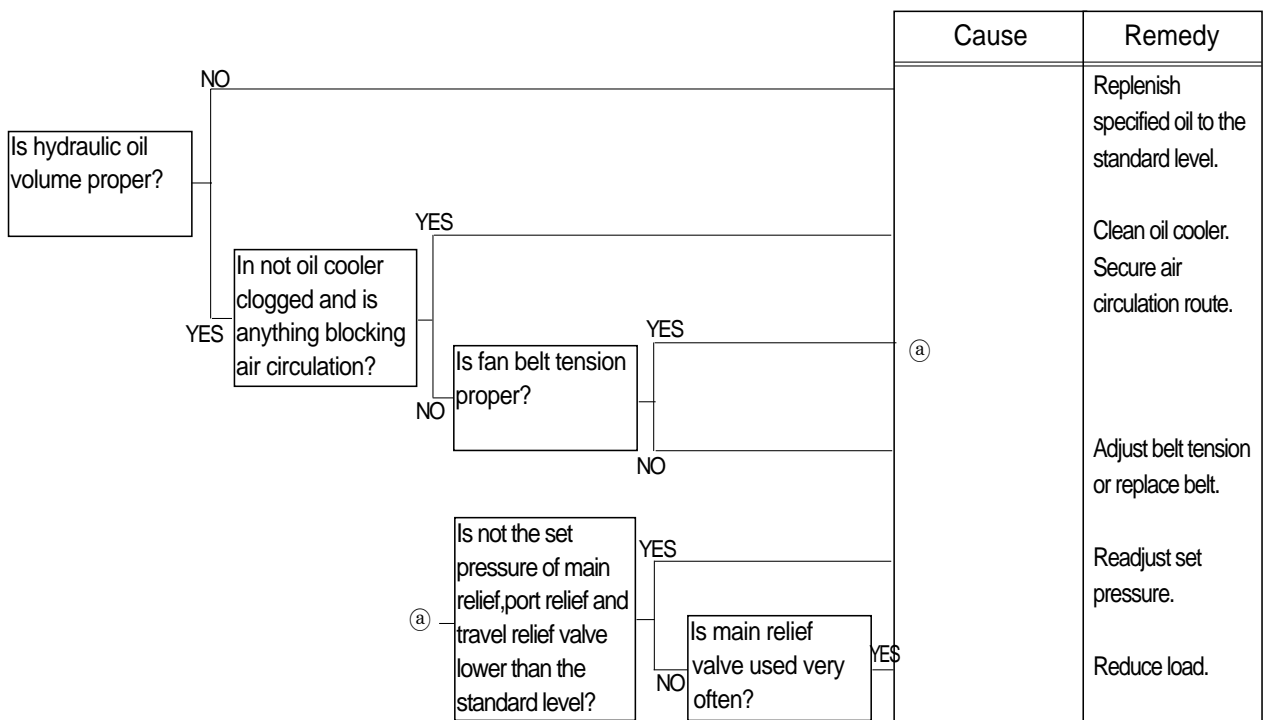 Cause
Remedy
NO
Replenish
specified oil to the
standard level.
Is hydraulic oil
volume proper?
YES
Clean oil cooler.
Secure air
circulation route.
In not oil cooler
clogged and is
anything blocking
air circulation?
YES
YES
ⓐ
Is fan belt tension
proper?
NO
NO
Adjust belt tension
or replace belt.
Is not the set
pressure of main
relief,port relief and
travel relief valve
lower than the
standard level?
ⓐ
YES
Readjust set
pressure.
Is main relief
valve used very
often?
NO
YES
Reduce load.